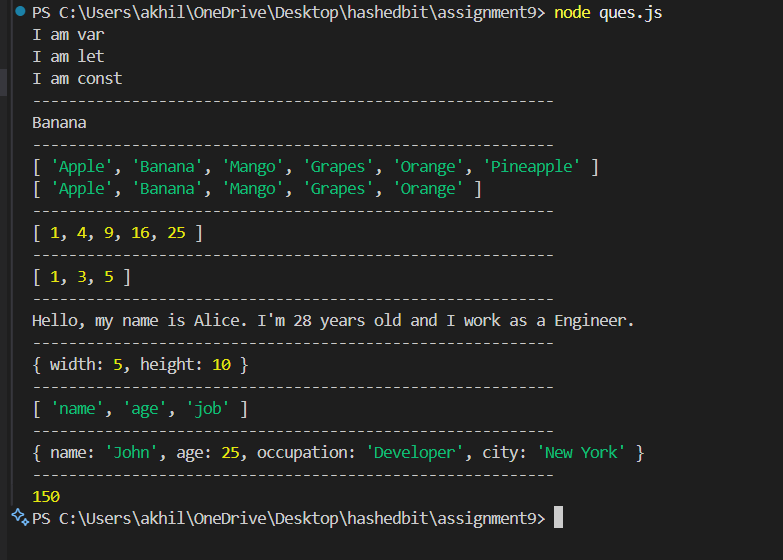 PS C:\Users\akhil\OneDrive\Desktop\hashedbit\assignment9> node ques.js
I am var
I am let
I am const
----------------------------------------------------------
Banana
----------------------------------------------------------
[ 'Apple', 'Banana', 'Mango', 'Grapes', 'Orange', 'Pineapple' ]
[ 'Apple', 'Banana', 'Mango', 'Grapes', 'Orange' ]
----------------------------------------------------------
[ 1, 4, 9, 16, 25 ]
----------------------------------------------------------
[ 1, 3, 5 ]
----------------------------------------------------------
Hello, my name is Alice. I'm 28 years old and I work as a Engineer.
----------------------------------------------------------
{ width: 5, height: 10 }
----------------------------------------------------------
[ 'name', 'age', 'job' ]
----------------------------------------------------------
{ name: 'John', age: 25, occupation: 'Developer', city: 'New York' }
----------------------------------------------------------
150
PS C:\Users\akhil\OneDrive\Desktop\hashedbit\assignment9>